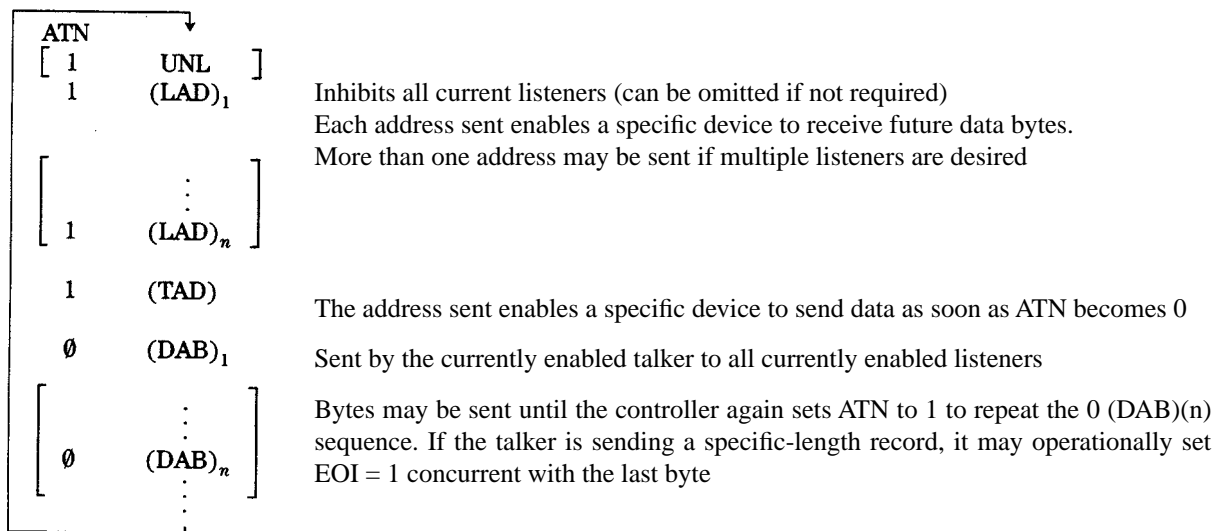 ATN
[ 1 UNL ]
1 (LAD)₁ Inhibits all current listeners (can be omitted if not required)
Each address sent enables a specific device to receive future data bytes.
More than one address may be sent if multiple listeners are desired
⋮
1 (LAD)ₙ
1 (TAD)
The address sent enables a specific device to send data as soon as ATN becomes 0
Ø (DAB)₁ Sent by the currently enabled talker to all currently enabled listeners
Bytes may be sent until the controller again sets ATN to 1 to repeat the 0 (DAB)(n)
⋮ sequence. If the talker is sending a specific-length record, it may operationally set
Ø (DAB)ₙ EOI = 1 concurrent with the last byte